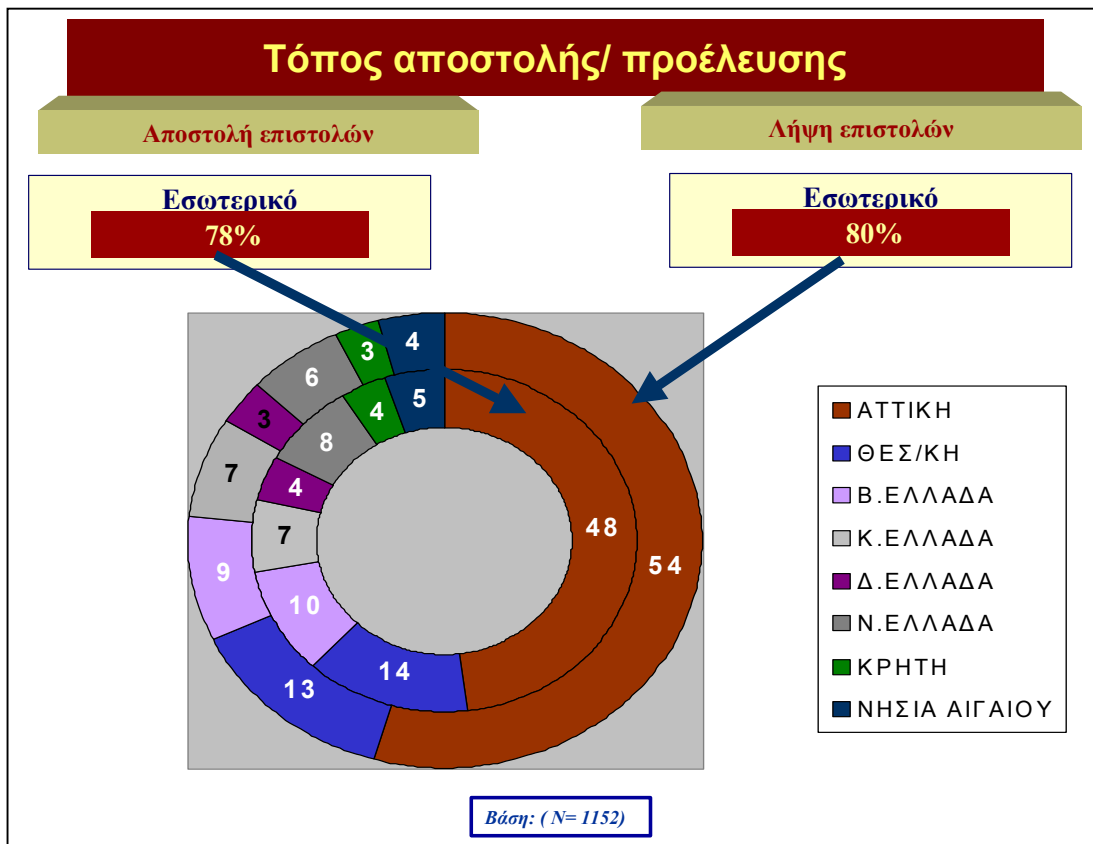 Τόπος αποστολής/ προέλευσης
Αποστολή επιστολών
Λήψη επιστολών
Εσωτερικό
78%
Εσωτερικό
80%
4
3
6
3
7
9
13
54
5
4
8
4
7
10
14
48
ΑΤΤΙΚΗ
ΘΕΣ/ΚΗ
Β.ΕΛΛΑΔΑ
Κ.ΕΛΛΑΔΑ
Δ.ΕΛΛΑΔΑ
Ν.ΕΛΛΑΔΑ
ΚΡΗΤΗ
ΝΗΣΙΑ ΑΙΓΑΙΟΥ
Βάση: ( Ν= 1152)